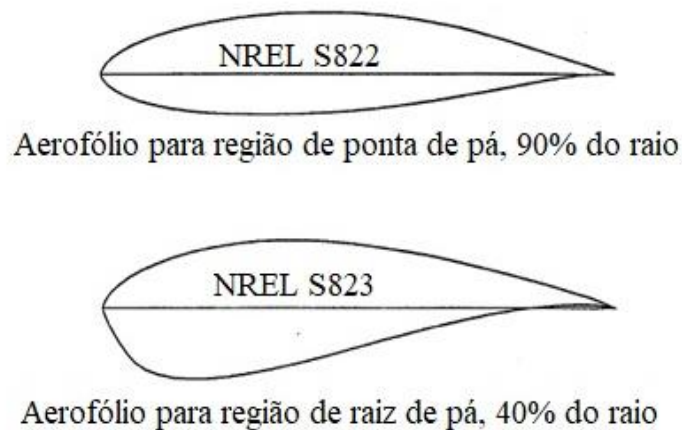 NREL S822
Aerofólio para região de ponta de pá, 90% do raio
NREL S823
Aerofólio para região de raiz de pá, 40% do raio